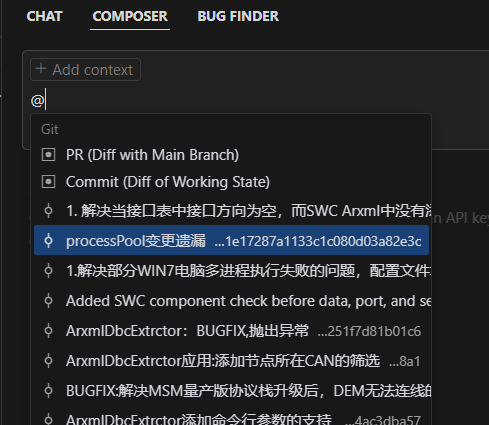 CHAT COMPOSER BUG FINDER
+ Add context
@
Git
PR (Diff with Main Branch)
Commit (Diff of Working State)
1. 解决当接口表中接口方向为空，而SWC Arxml中没有
n API key
processPool变更遗漏 ...1e17287a1133c1c080d03a82e3c
1.解决部分WIN7电脑多进程执行失败的问题，配置文件
Added SWC component check before data, port, and se
ArxmlDbcExtrctor：BUGFIX,抛出异常 ...251f7d81b01c6
ArxmlDbcExtrctor应用:添加节点所在CAN的筛选 ...8a1
BUGFIX:解决MSM量产版协议栈升级后，DEM无法连线的
ArxmlDbcExtrctor添加命令行参数的支持 ...4ac3dba57